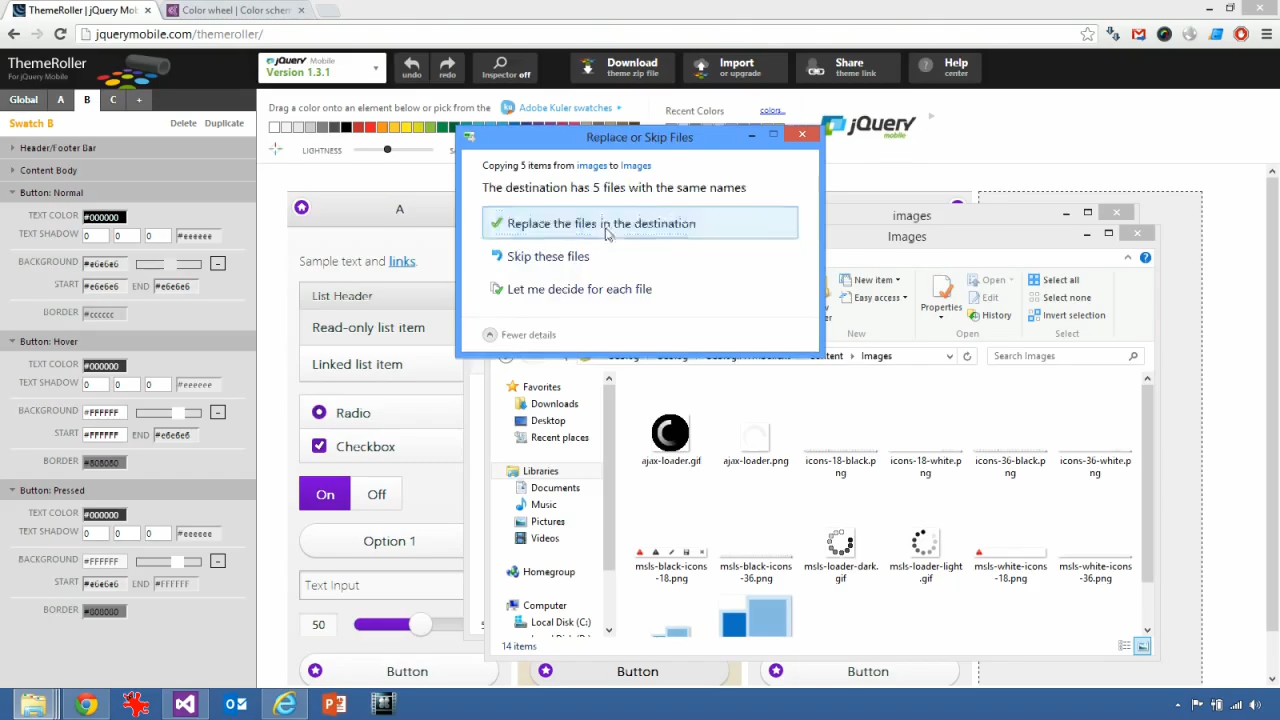 ThemeRoller | jQuery Mob
Color wheel | Color schem
jquerymobile.com/themeroller/
ThemeRoller
For jQuery Mobile
jQuery Mobile
Version 1.3.1
undo
redo
Inspector off
Download
theme zip file
Import
or upgrade
Share
theme link
Help
center
Global
A
B
C
+
Swatch B
Delete
Duplicate
Header/Footer Bar
Content Body
Button: Normal
TEXT COLOR
#000000
TEXT SHADOW
0
0
0
#eeeeee
BACKGROUND
#e6e6e6
START
#e6e6e6
END
#e6e6e6
BORDER
#cccccc
Button: Hover
TEXT COLOR
#000000
TEXT SHADOW
0
0
0
#eeeeee
BACKGROUND
#FFFFFF
START
#FFFFFF
END
#e6e6e6
BORDER
#808080
Button: Pressed
TEXT COLOR
#000000
TEXT SHADOW
0
0
0
#eeeeee
BACKGROUND
#FFFFFF
START
#e6e6e6
END
#FFFFFF
BORDER
#808080
Drag a color onto an element below or pick from the
Adobe Kuler swatches
Recent Colors
colors...
LIGHTNESS
jQuery
mobile
A
Sample text and links.
List Header
Read-only list item
Linked list item
Radio
Checkbox
On
Off
Option 1
Text Input
50
Button
Button
Button
Replace or Skip Files
Copying 5 items from images to Images
The destination has 5 files with the same names
Replace the files in the destination
Skip these files
Let me decide for each file
Fewer details
images
Images
New item
Easy access
New
Properties
Open
Edit
History
Open
Select all
Select none
Invert selection
Select
Images
Search Images
Favorites
Downloads
Desktop
Recent places
Libraries
Documents
Music
Pictures
Videos
Homegroup
Computer
Local Disk (C:)
ajax-loader.gif
ajax-loader.png
icons-18-black.p
ng
icons-18-white.p
ng
icons-36-black.p
ng
icons-36-white.p
ng
msls-black-icons
-18.png
msls-black-icons
-36.png
msls-loader-dark.
gif
msls-loader-light
.gif
msls-white-icons
-18.png
msls-white-icons
-36.png
14 items